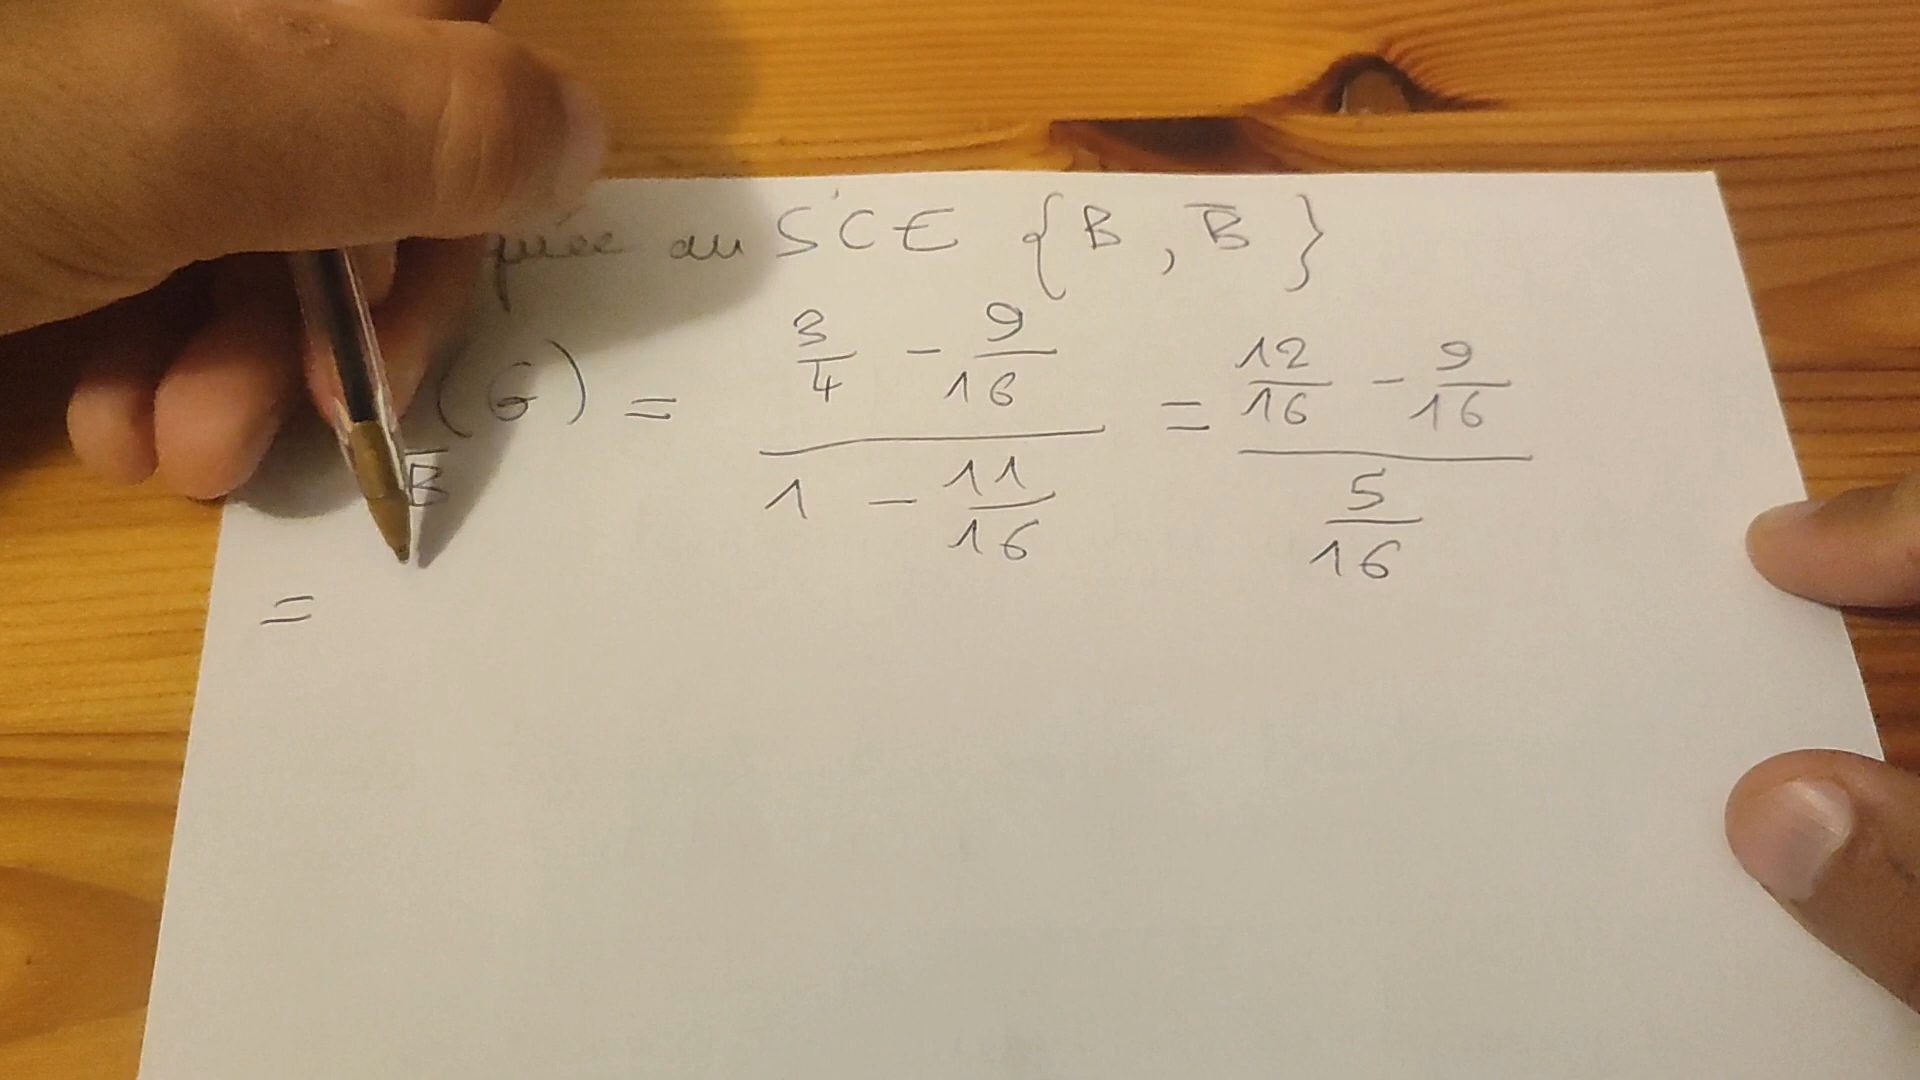 au SCE {B, B̅}
(G) = (3/4 - 9/16) / (1 - 11/16) = (12/16 - 9/16) / (5/16)
B̅
=